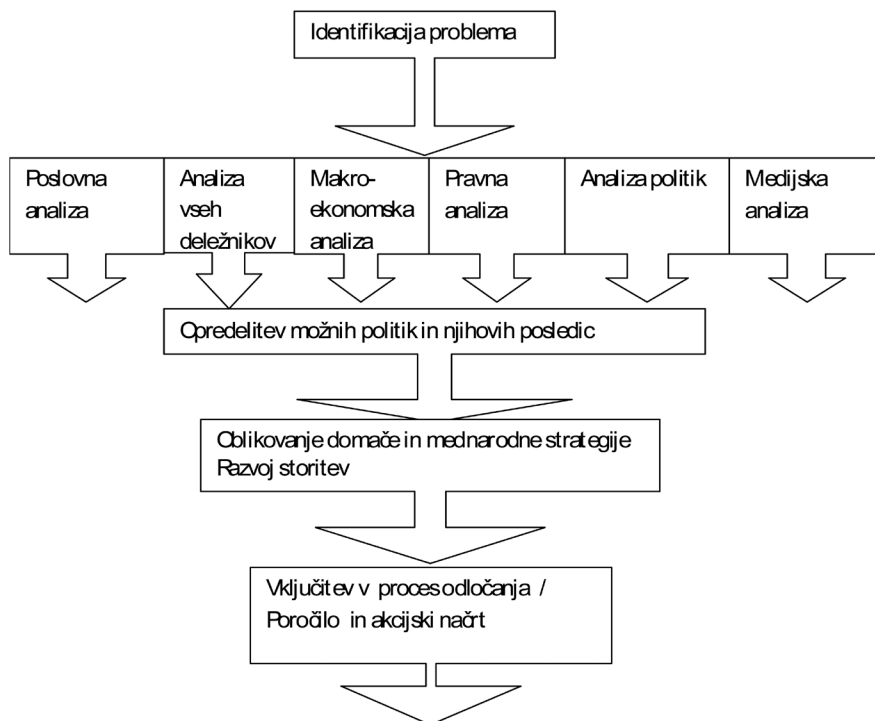 Identifikacija problema
Poslovna
analiza
Analiza
vseh
deležnikov
Makro-
ekonomska
analiza
Pravna
analiza
Analiza politik
Medijska
analiza
Opredelitev možnih politik in njihovih posledic
Oblikovanje domače in mednarodne strategije
Razvoj storitev
Vključitev v proces odločanja /
Poročilo in akcijski načrt